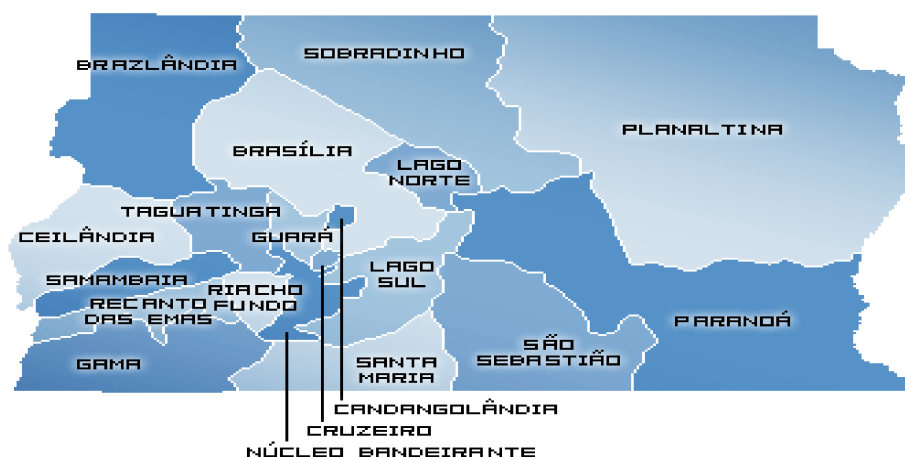 SOBRADINHO
BRAZLÂNDIA
PLANALTINA
BRASÍLIA
LAGO
NORTE
TAGUATINGA
CEILÂNDIA
GUARÁ
LAGO
SUL
SAMAMBAIA
RIACHO
FUNDO
RECANTO
DAS EMAS
PARANOÁ
SÃO
SEBASTIÃO
GAMA
SANTA
MARIA
CANDANGOLÂNDIA
CRUZEIRO
NÚCLEO BANDEIRANTE